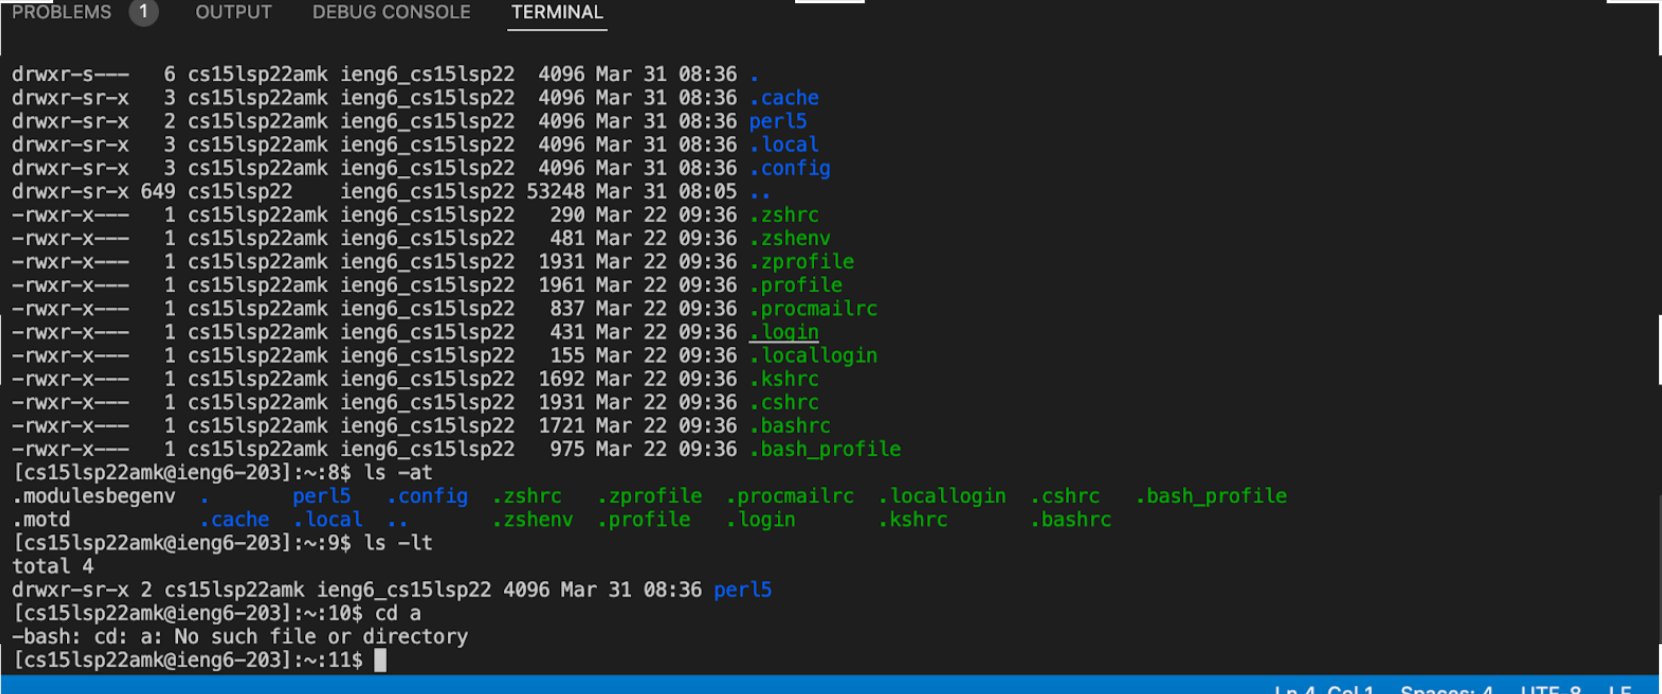 PROBLEMS 1 OUTPUT DEBUG CONSOLE TERMINAL
drwxr-s---   6 cs15lsp22amk ieng6_cs15lsp22  4096 Mar 31 08:36 .
drwxr-sr-x   3 cs15lsp22amk ieng6_cs15lsp22  4096 Mar 31 08:36 .cache
drwxr-sr-x   2 cs15lsp22amk ieng6_cs15lsp22  4096 Mar 31 08:36 perl5
drwxr-sr-x   3 cs15lsp22amk ieng6_cs15lsp22  4096 Mar 31 08:36 .local
drwxr-sr-x   3 cs15lsp22amk ieng6_cs15lsp22  4096 Mar 31 08:36 .config
drwxr-sr-x 649 cs15lsp22    ieng6_cs15lsp22 53248 Mar 31 08:05 ..
-rwxr-x---   1 cs15lsp22amk ieng6_cs15lsp22   290 Mar 22 09:36 .zshrc
-rwxr-x---   1 cs15lsp22amk ieng6_cs15lsp22   481 Mar 22 09:36 .zshenv
-rwxr-x---   1 cs15lsp22amk ieng6_cs15lsp22  1931 Mar 22 09:36 .zprofile
-rwxr-x---   1 cs15lsp22amk ieng6_cs15lsp22  1961 Mar 22 09:36 .profile
-rwxr-x---   1 cs15lsp22amk ieng6_cs15lsp22   837 Mar 22 09:36 .procmailrc
-rwxr-x---   1 cs15lsp22amk ieng6_cs15lsp22   431 Mar 22 09:36 .login
-rwxr-x---   1 cs15lsp22amk ieng6_cs15lsp22   155 Mar 22 09:36 .locallogin
-rwxr-x---   1 cs15lsp22amk ieng6_cs15lsp22  1692 Mar 22 09:36 .kshrc
-rwxr-x---   1 cs15lsp22amk ieng6_cs15lsp22  1931 Mar 22 09:36 .cshrc
-rwxr-x---   1 cs15lsp22amk ieng6_cs15lsp22  1721 Mar 22 09:36 .bashrc
-rwxr-x---   1 cs15lsp22amk ieng6_cs15lsp22   975 Mar 22 09:36 .bash_profile
[cs15lsp22amk@ieng6-203]:~:8$ ls -at
.modulesbegenv  .       perl5   .config  .zshrc   .zprofile  .procmailrc  .locallogin  .cshrc   .bash_profile
.motd           .cache  .local  ..       .zshenv  .profile   .login       .kshrc       .bashrc
[cs15lsp22amk@ieng6-203]:~:9$ ls -lt
total 4
drwxr-sr-x 2 cs15lsp22amk ieng6_cs15lsp22 4096 Mar 31 08:36 perl5
[cs15lsp22amk@ieng6-203]:~:10$ cd a
-bash: cd: a: No such file or directory
[cs15lsp22amk@ieng6-203]:~:11$
Ln 4, Col 1 Spaces: 4 UTF-8 LF